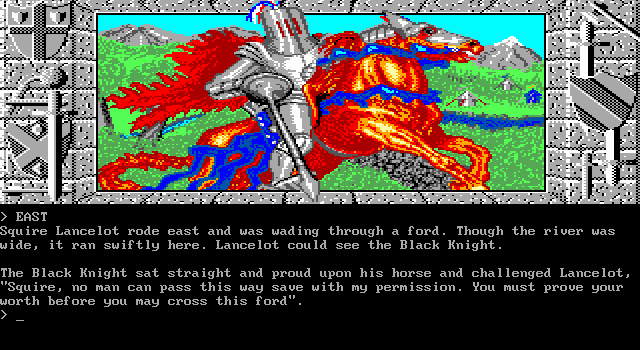 > EAST
Squire Lancelot rode east and was wading through a ford. Though the river was
wide, it ran swiftly here. Lancelot could see the Black Knight.
The Black Knight sat straight and proud upon his horse and challenged Lancelot,
"Squire, no man can pass this way save with my permission. You must prove your
worth before you may cross this ford".
> _